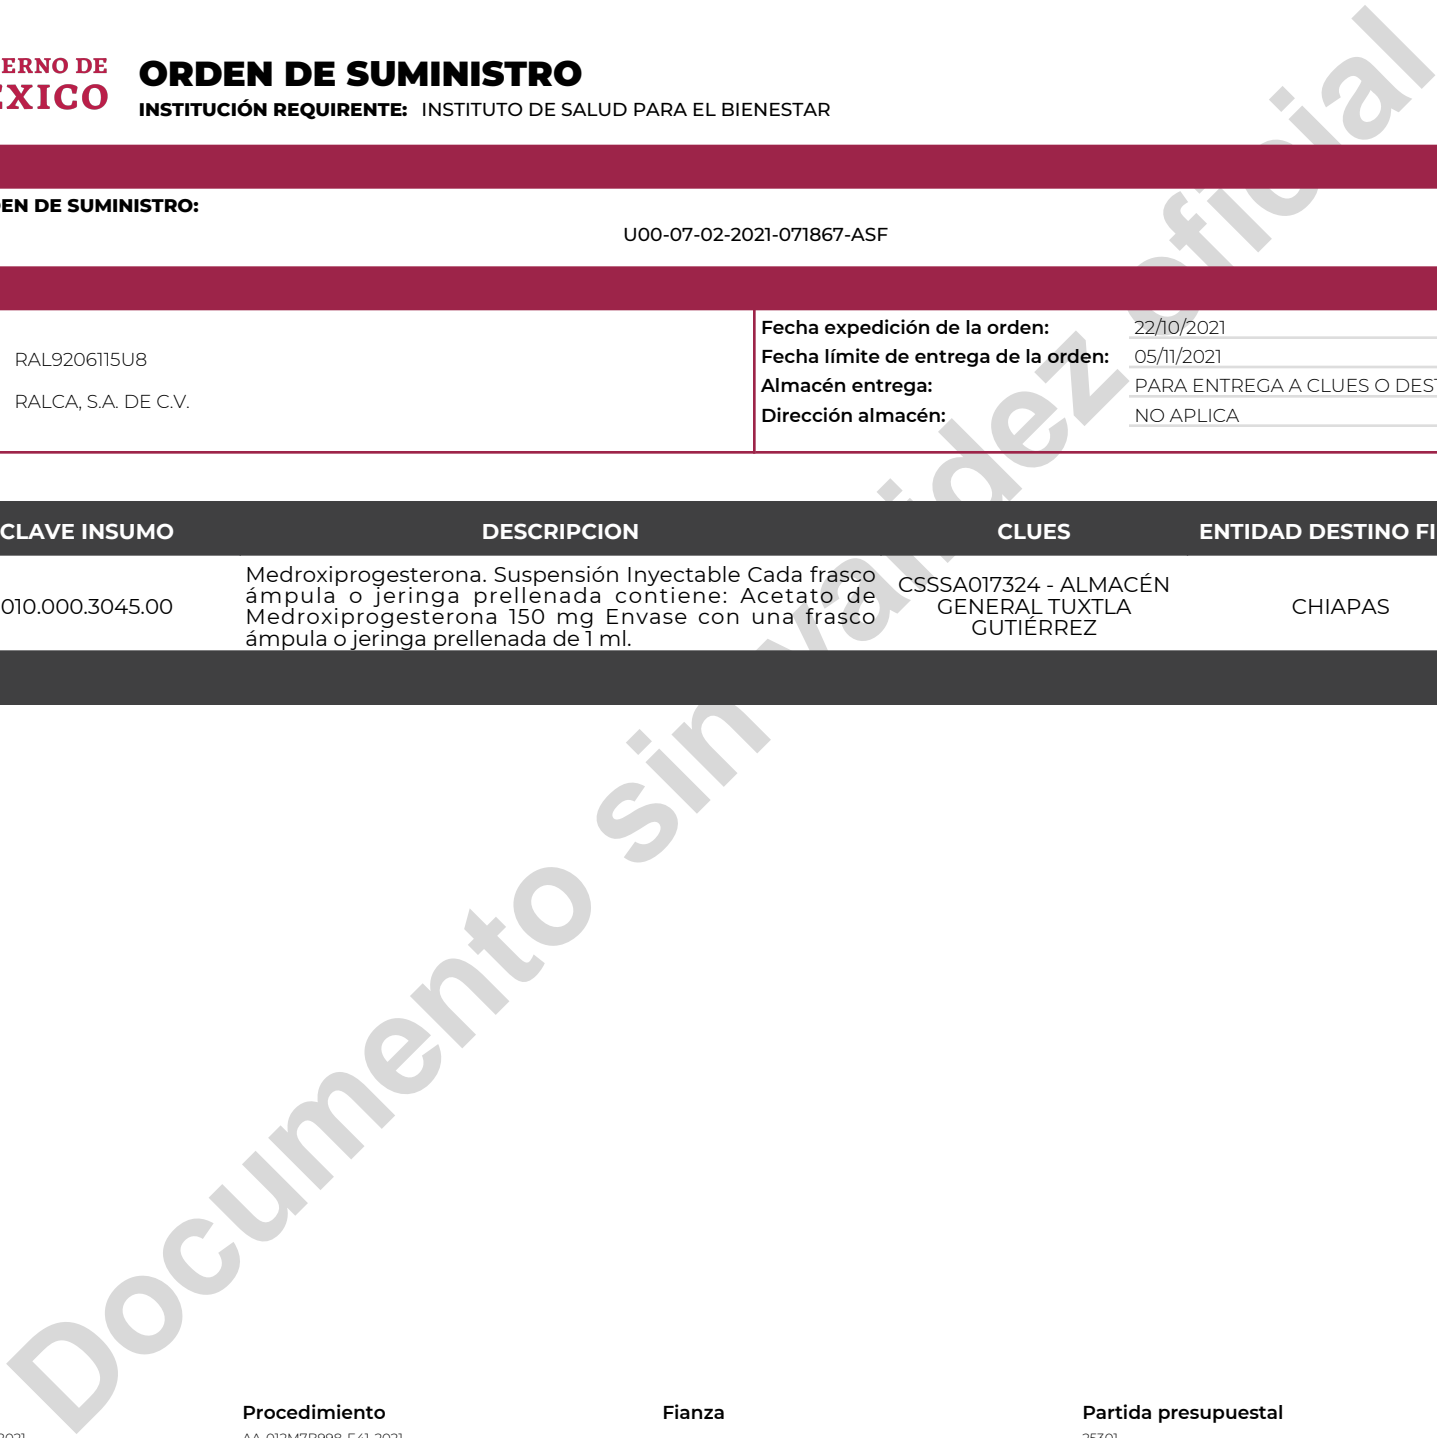 ERNO DE
EXICO
ORDEN DE SUMINISTRO
INSTITUCIÓN REQUIRENTE: INSTITUTO DE SALUD PARA EL BIENESTAR
EN DE SUMINISTRO:
U00-07-02-2021-071867-ASF
RAL9206115U8
RALCA, S.A. DE C.V.
Fecha expedición de la orden: 22/10/2021
Fecha límite de entrega de la orden: 05/11/2021
Almacén entrega: PARA ENTREGA A CLUES O DEST
Dirección almacén: NO APLICA
CLAVE INSUMO DESCRIPCION CLUES ENTIDAD DESTINO FI
010.000.3045.00
Medroxiprogesterona. Suspensión Inyectable Cada frasco
ámpula o jeringa prellenada contiene: Acetato de
Medroxiprogesterona 150 mg Envase con una frasco
ámpula o jeringa prellenada de 1 ml.
CSSSA017324 - ALMACÉN
GENERAL TUXTLA
GUTIÉRREZ
CHIAPAS
Documento sin validez oficial
Procedimiento Fianza Partida presupuestal